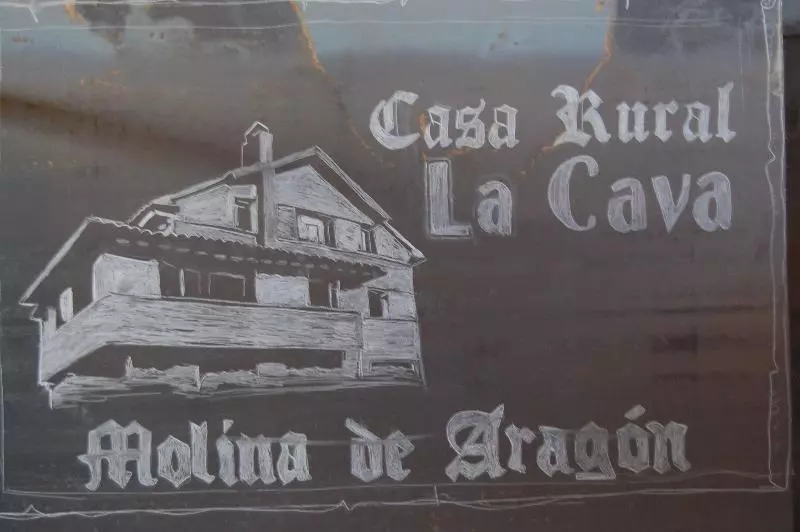 Casa Rural
La Cava
Molina de Aragón